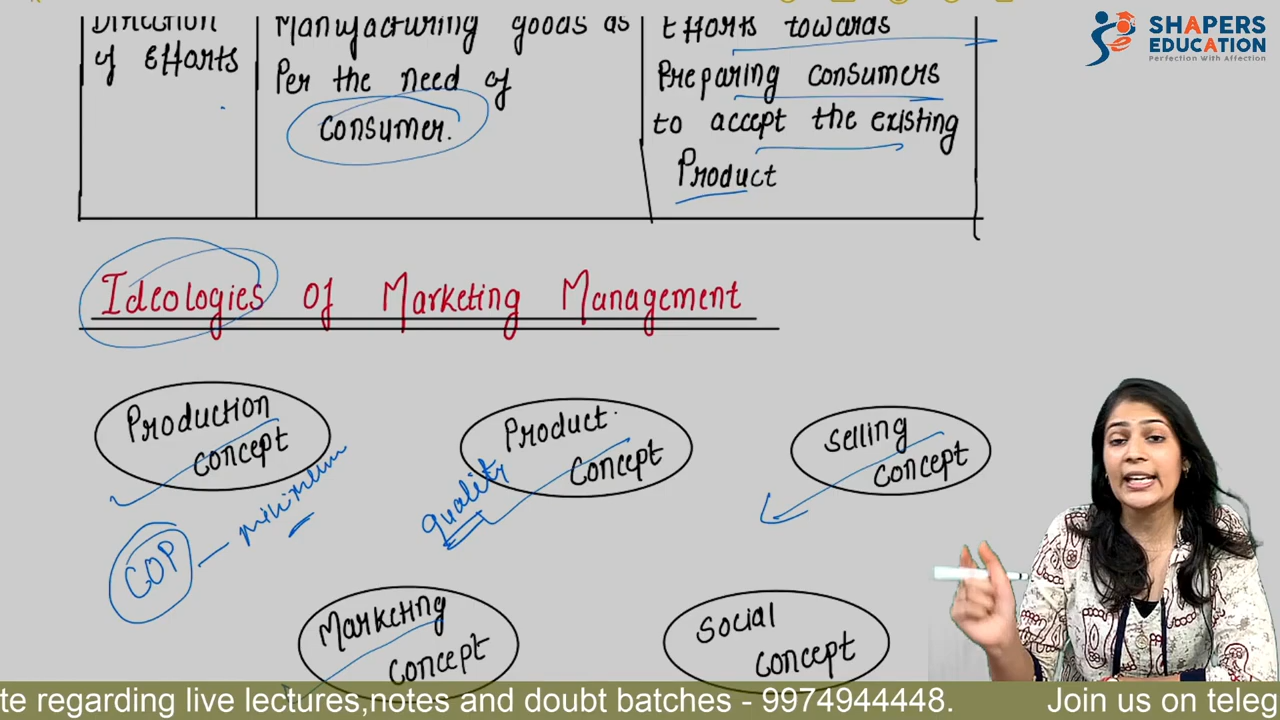 SHAPERS
EDUCATION
Perfection With Affection
Direction
of Efforts
Manufacturing goods as
Per the need of
consumer.
Efforts towards
Preparing consumers
to accept the existing
Product
Ideologies Of Marketing Management
Production
concept
Product
Concept
Selling
Concept
COP
minimum
quality
Marketing
Concept
Social
Concept
te regarding live lectures,notes and doubt batches - 9974944448. Join us on teleg